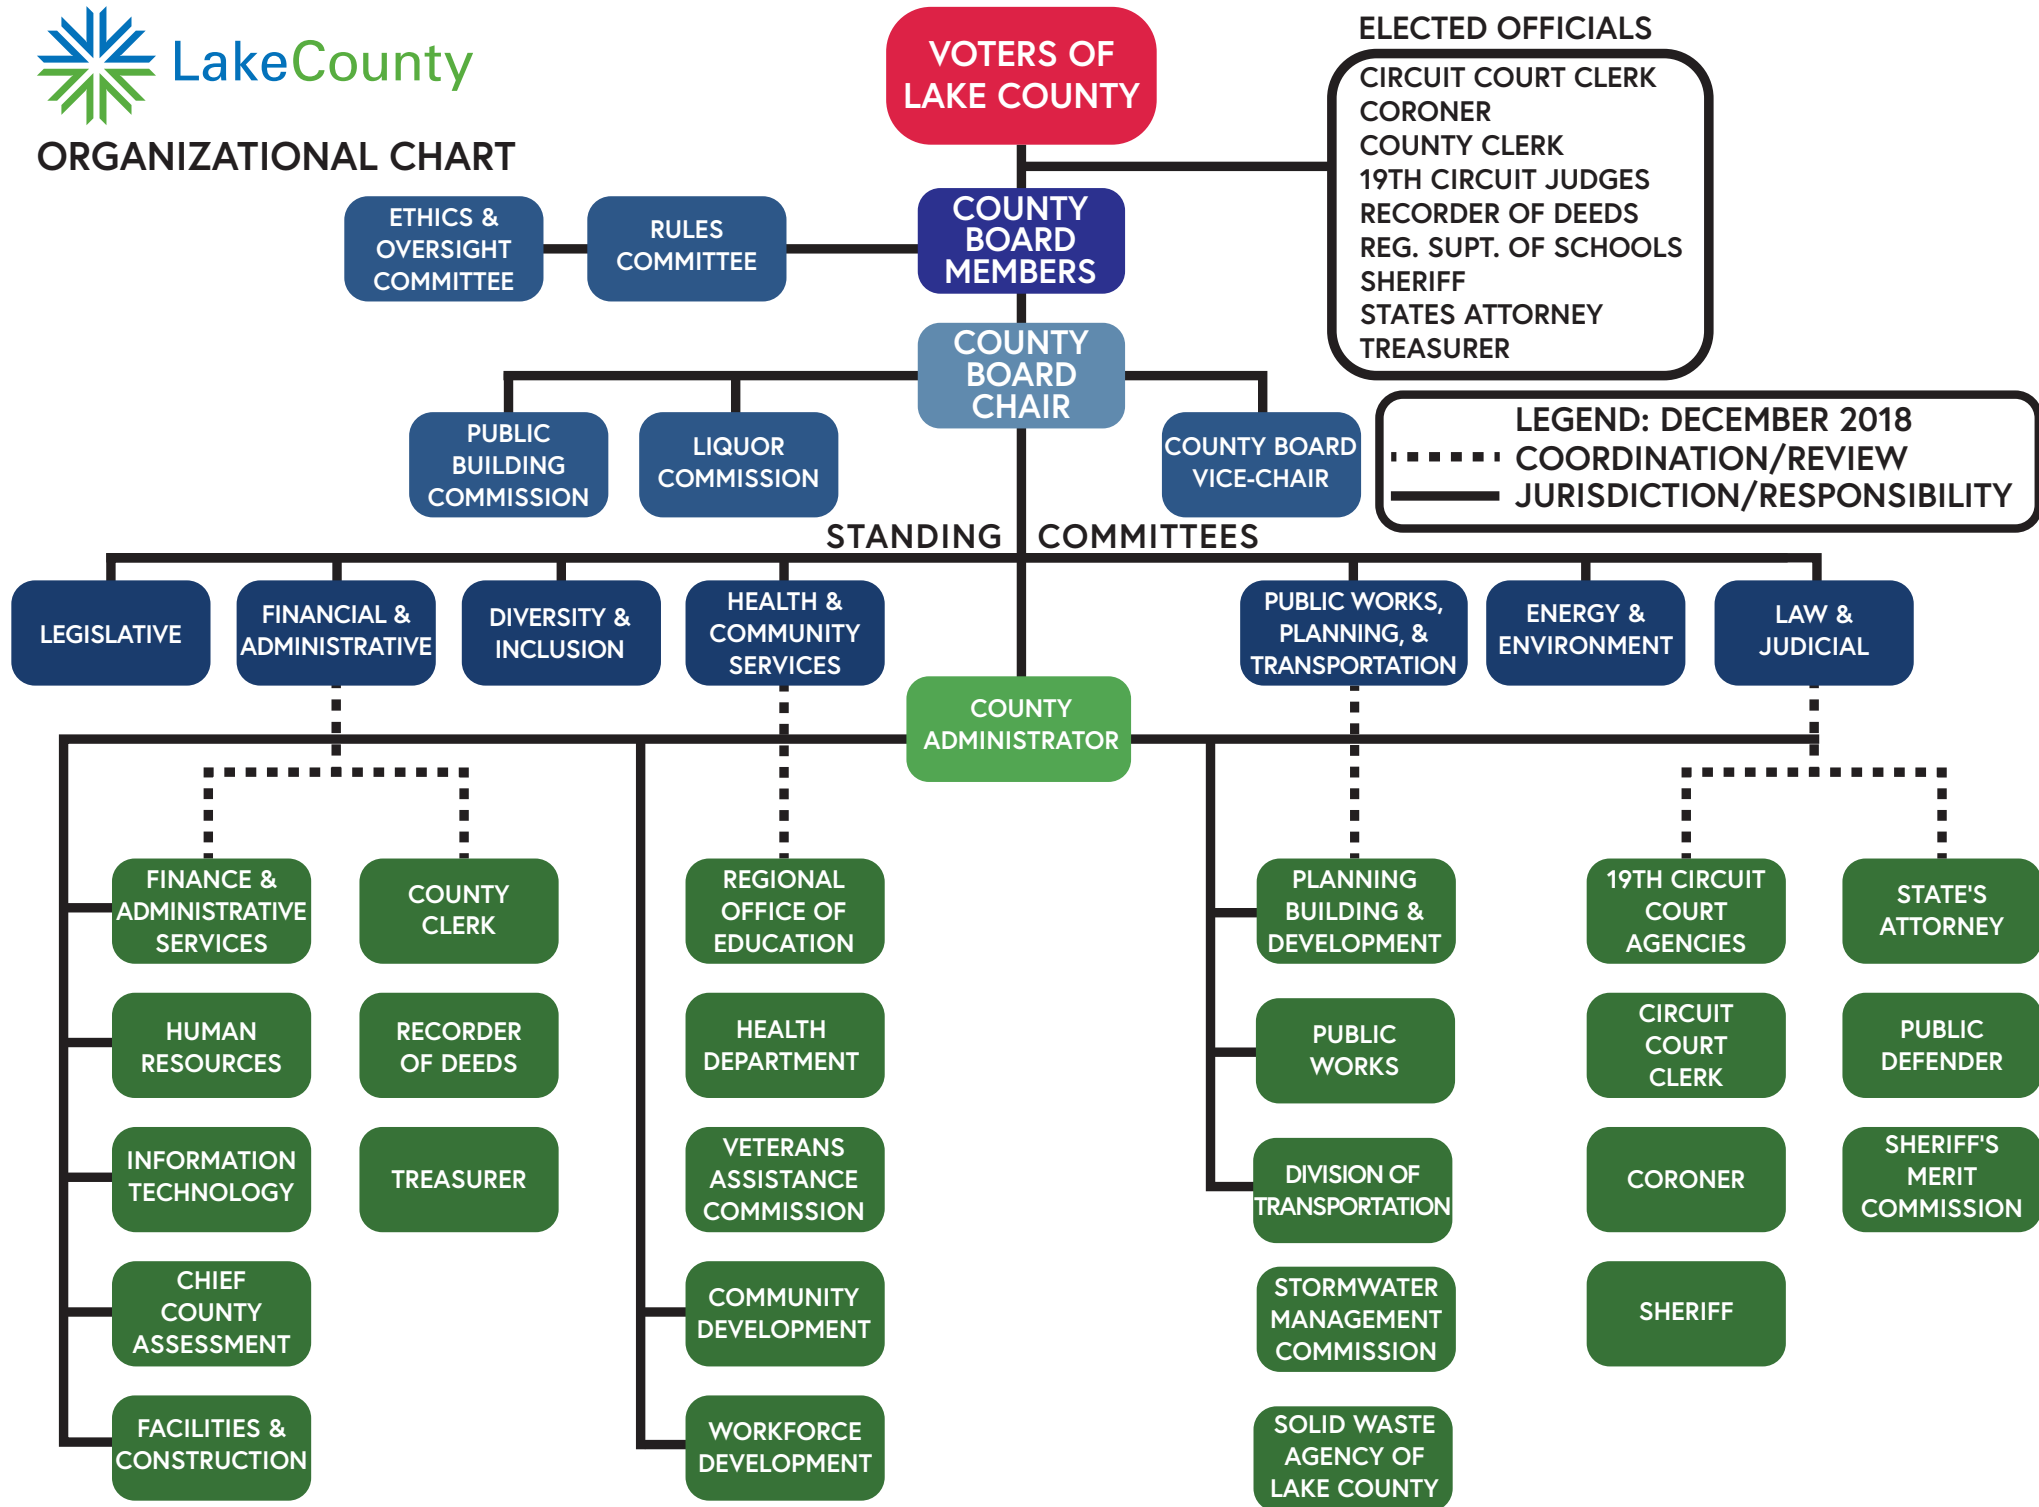 LakeCounty
ORGANIZATIONAL CHART
VOTERS OF
LAKE COUNTY
ELECTED OFFICIALS
CIRCUIT COURT CLERK
CORONER
COUNTY CLERK
19TH CIRCUIT JUDGES
RECORDER OF DEEDS
REG. SUPT. OF SCHOOLS
SHERIFF
STATES ATTORNEY
TREASURER
ETHICS &
OVERSIGHT
COMMITTEE
RULES
COMMITTEE
COUNTY
BOARD
MEMBERS
COUNTY
BOARD
CHAIR
PUBLIC
BUILDING
COMMISSION
LIQUOR
COMMISSION
COUNTY BOARD
VICE-CHAIR
LEGEND: DECEMBER 2018
COORDINATION/REVIEW
JURISDICTION/RESPONSIBILITY
STANDING COMMITTEES
LEGISLATIVE
FINANCIAL &
ADMINISTRATIVE
DIVERSITY &
INCLUSION
HEALTH &
COMMUNITY
SERVICES
PUBLIC WORKS,
PLANNING, &
TRANSPORTATION
ENERGY &
ENVIRONMENT
LAW &
JUDICIAL
COUNTY
ADMINISTRATOR
FINANCE &
ADMINISTRATIVE
SERVICES
COUNTY
CLERK
REGIONAL
OFFICE OF
EDUCATION
PLANNING
BUILDING &
DEVELOPMENT
19TH CIRCUIT
COURT
AGENCIES
STATE'S
ATTORNEY
HUMAN
RESOURCES
RECORDER
OF DEEDS
HEALTH
DEPARTMENT
PUBLIC
WORKS
CIRCUIT
COURT
CLERK
PUBLIC
DEFENDER
INFORMATION
TECHNOLOGY
TREASURER
VETERANS
ASSISTANCE
COMMISSION
DIVISION OF
TRANSPORTATION
CORONER
SHERIFF'S
MERIT
COMMISSION
CHIEF
COUNTY
ASSESSMENT
COMMUNITY
DEVELOPMENT
STORMWATER
MANAGEMENT
COMMISSION
SHERIFF
FACILITIES &
CONSTRUCTION
WORKFORCE
DEVELOPMENT
SOLID WASTE
AGENCY OF
LAKE COUNTY